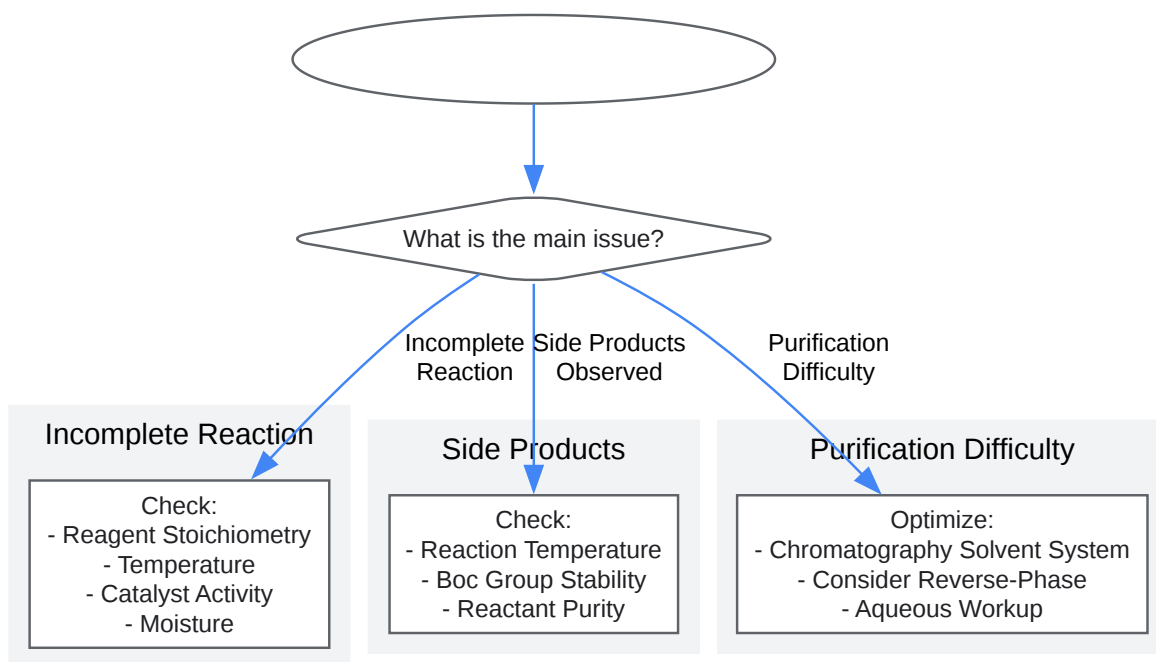 What is the main issue?
Incomplete
Reaction
Side Products
Observed
Purification
Difficulty
Incomplete Reaction
Check:
- Reagent Stoichiometry
- Temperature
- Catalyst Activity
- Moisture
Side Products
Check:
- Reaction Temperature
- Boc Group Stability
- Reactant Purity
Purification Difficulty
Optimize:
- Chromatography Solvent System
- Consider Reverse-Phase
- Aqueous Workup